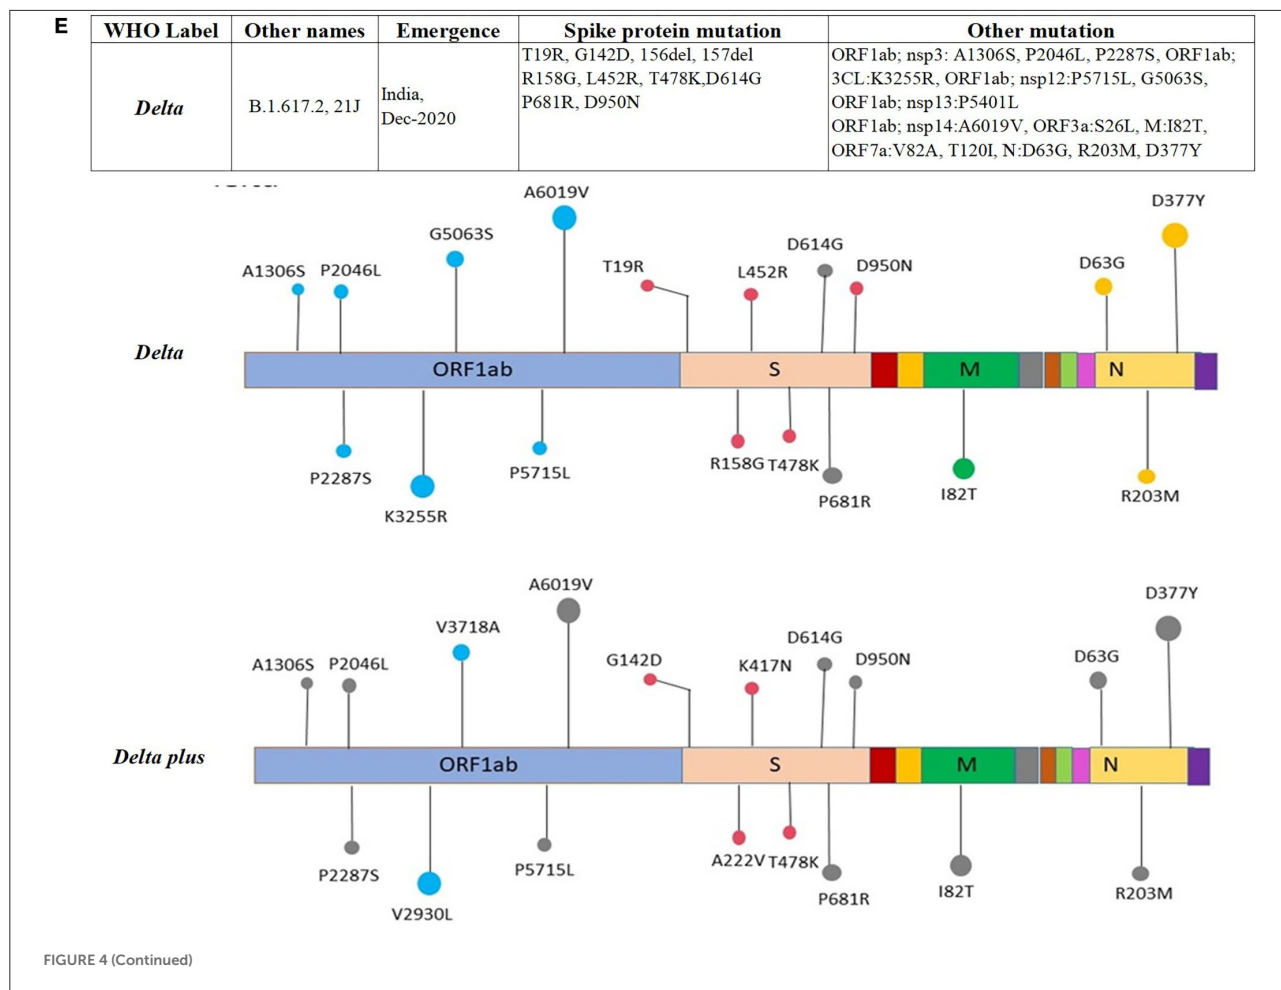 E
WHO Label Other names Emergence Spike protein mutation Other mutation
Delta
B.1.617.2, 21J
India,
Dec-2020
T19R, G142D, 156del, 157del
R158G, L452R, T478K,D614G
P681R, D950N
ORF1ab; nsp3: A1306S, P2046L, P2287S, ORF1ab;
3CL:K3255R, ORF1ab; nsp12:P5715L, G5063S,
ORF1ab; nsp13:P5401L
ORF1ab; nsp14:A6019V, ORF3a:S26L, M:I82T,
ORF7a:V82A, T120I, N:D63G, R203M, D377Y
Delta
A1306S
P2046L
G5063S
A6019V
T19R
L452R
D614G
D950N
D63G
D377Y
ORF1ab
S
M
N
P2287S
K3255R
P5715L
R158G
T478K
P681R
I82T
R203M
Delta plus
A1306S
P2046L
V3718A
A6019V
G142D
K417N
D614G
D950N
D63G
D377Y
ORF1ab
S
M
N
P2287S
V2930L
P5715L
A222V
T478K
P681R
I82T
R203M
FIGURE 4 (Continued)